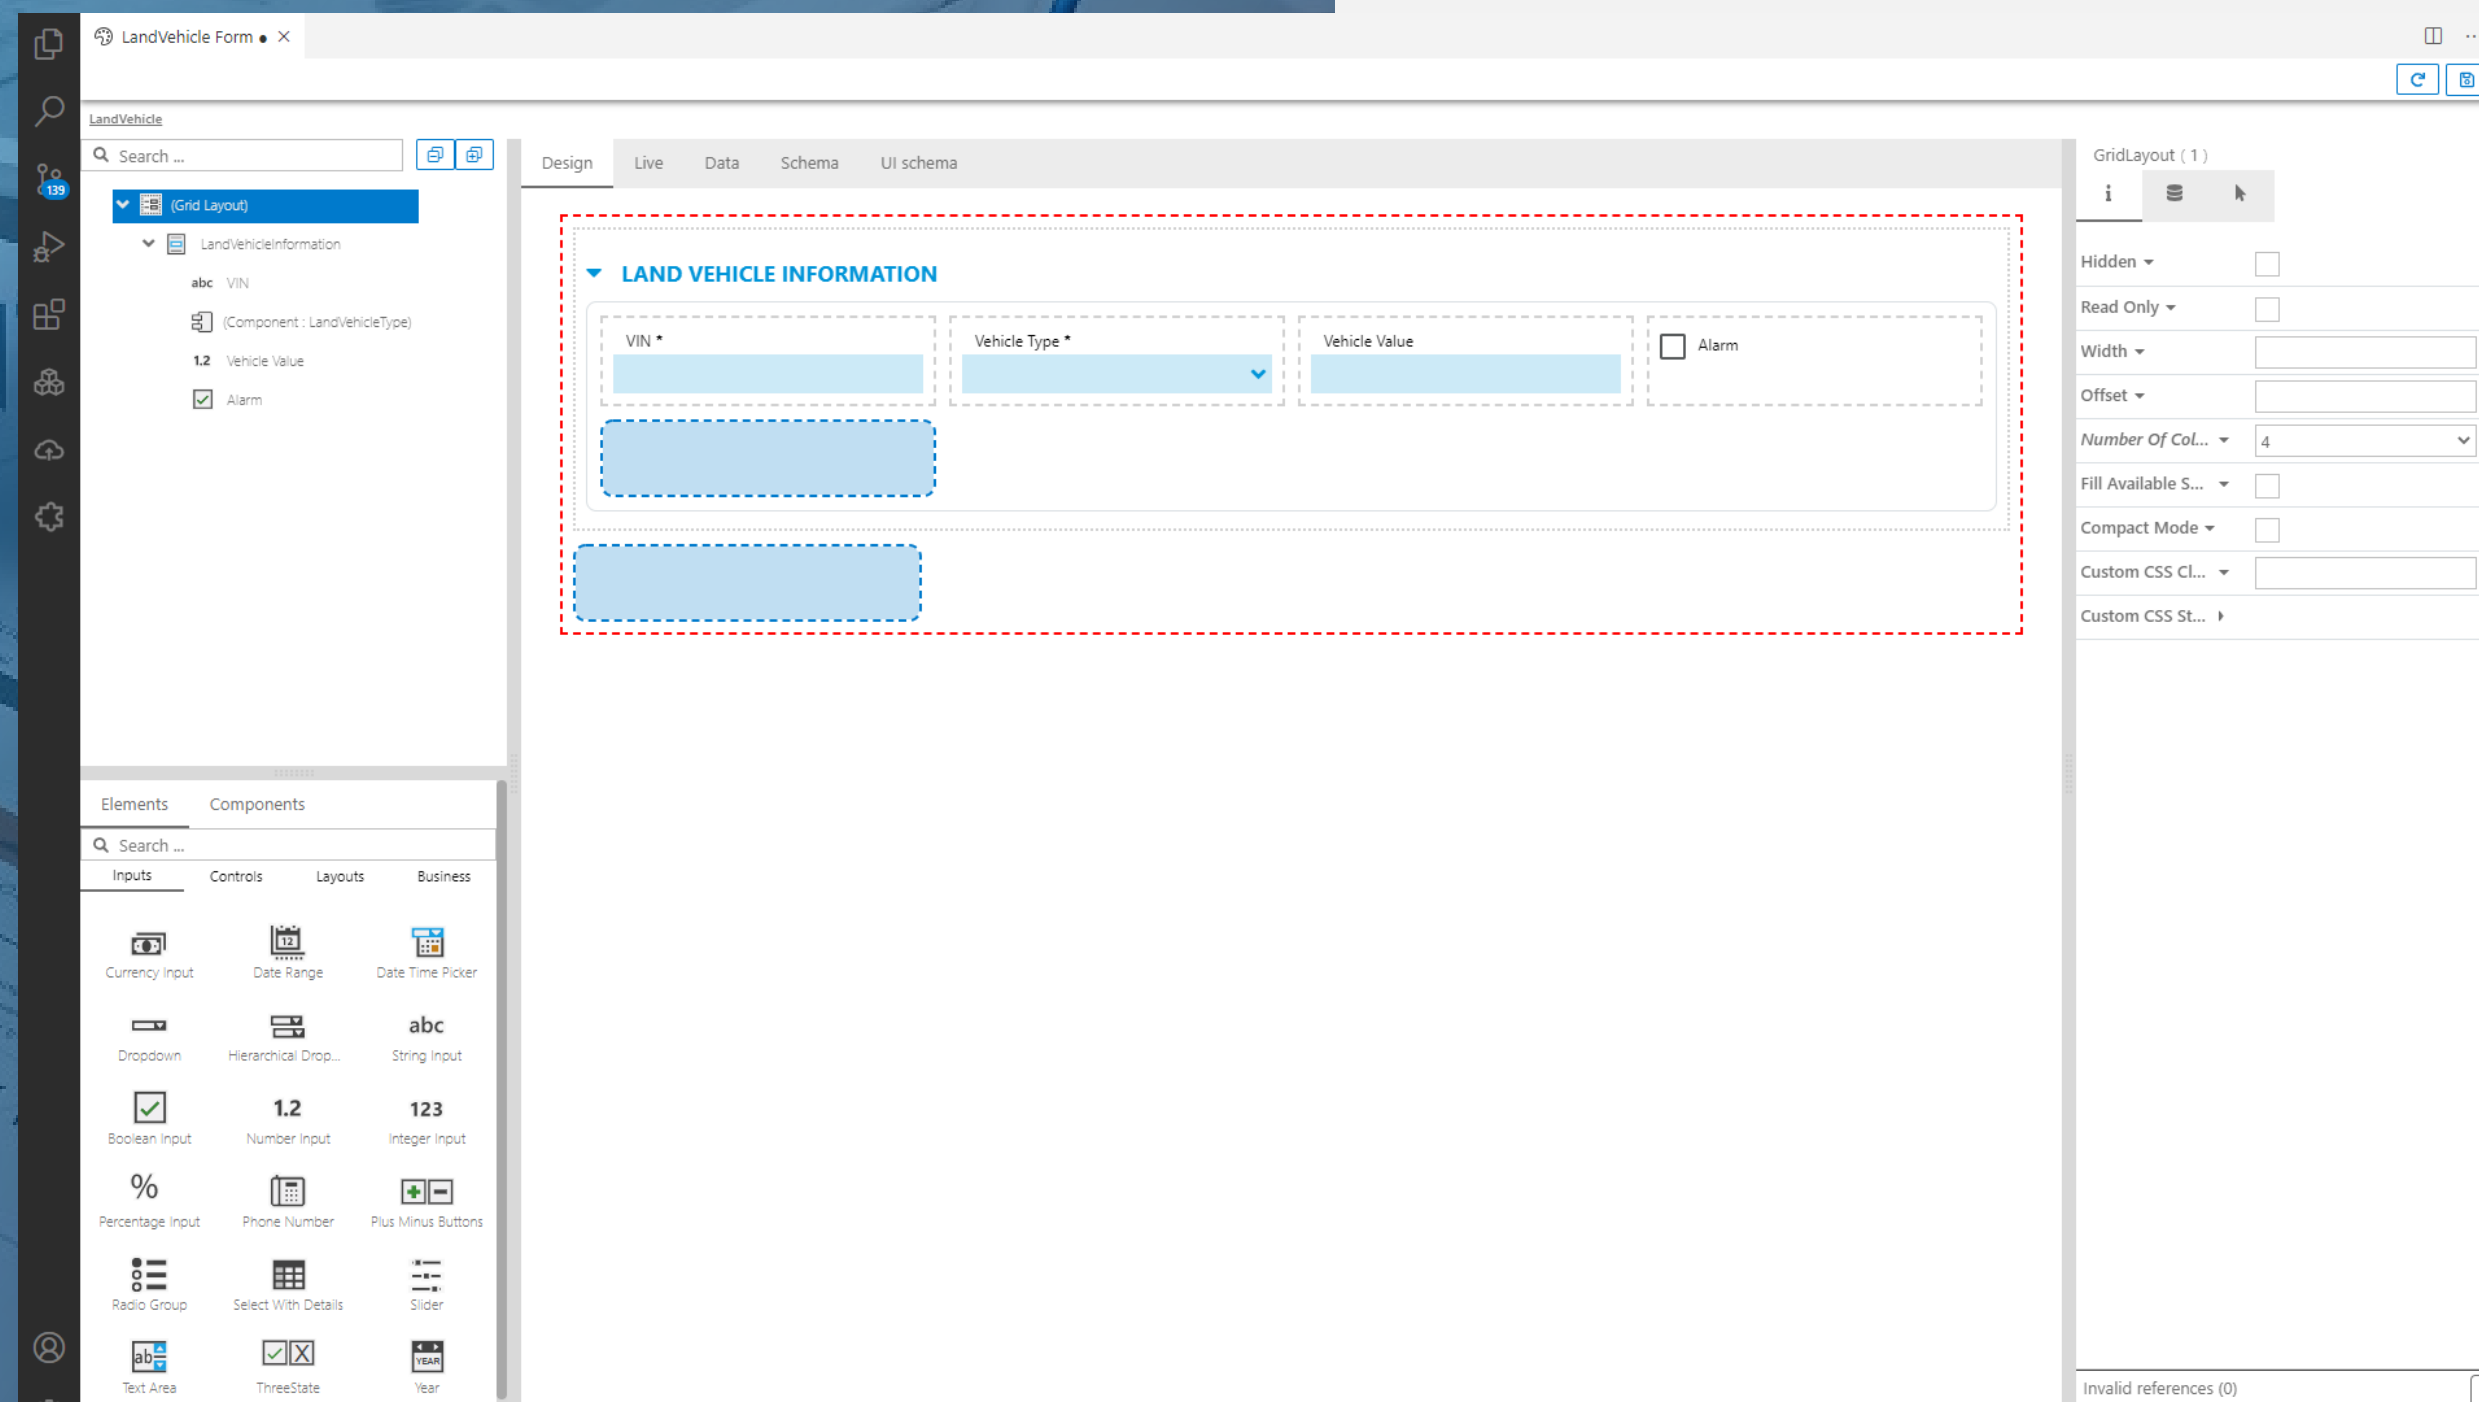 LandVehicle Form ● ×
139
LandVehicle
Search ...
(Grid Layout)
LandVehicleInformation
abc VIN
(Component : LandVehicleType)
1.2 Vehicle Value
Alarm
Design Live Data Schema UI schema
LAND VEHICLE INFORMATION
VIN * Vehicle Type * Vehicle Value Alarm
GridLayout ( 1 )
i
Hidden
Read Only
Width
Offset
Number Of Col... 4
Fill Available S...
Compact Mode
Custom CSS Cl...
Custom CSS St...
Invalid references (0)
Elements Components
Search ...
Inputs Controls Layouts Business
12
Currency Input Date Range Date Time Picker
abc
Dropdown Hierarchical Drop... String Input
1.2 123
Boolean Input Number Input Integer Input
%
Percentage Input Phone Number Plus Minus Buttons
Radio Group Select With Details Slider
ab X YEAR
Text Area ThreeState Year